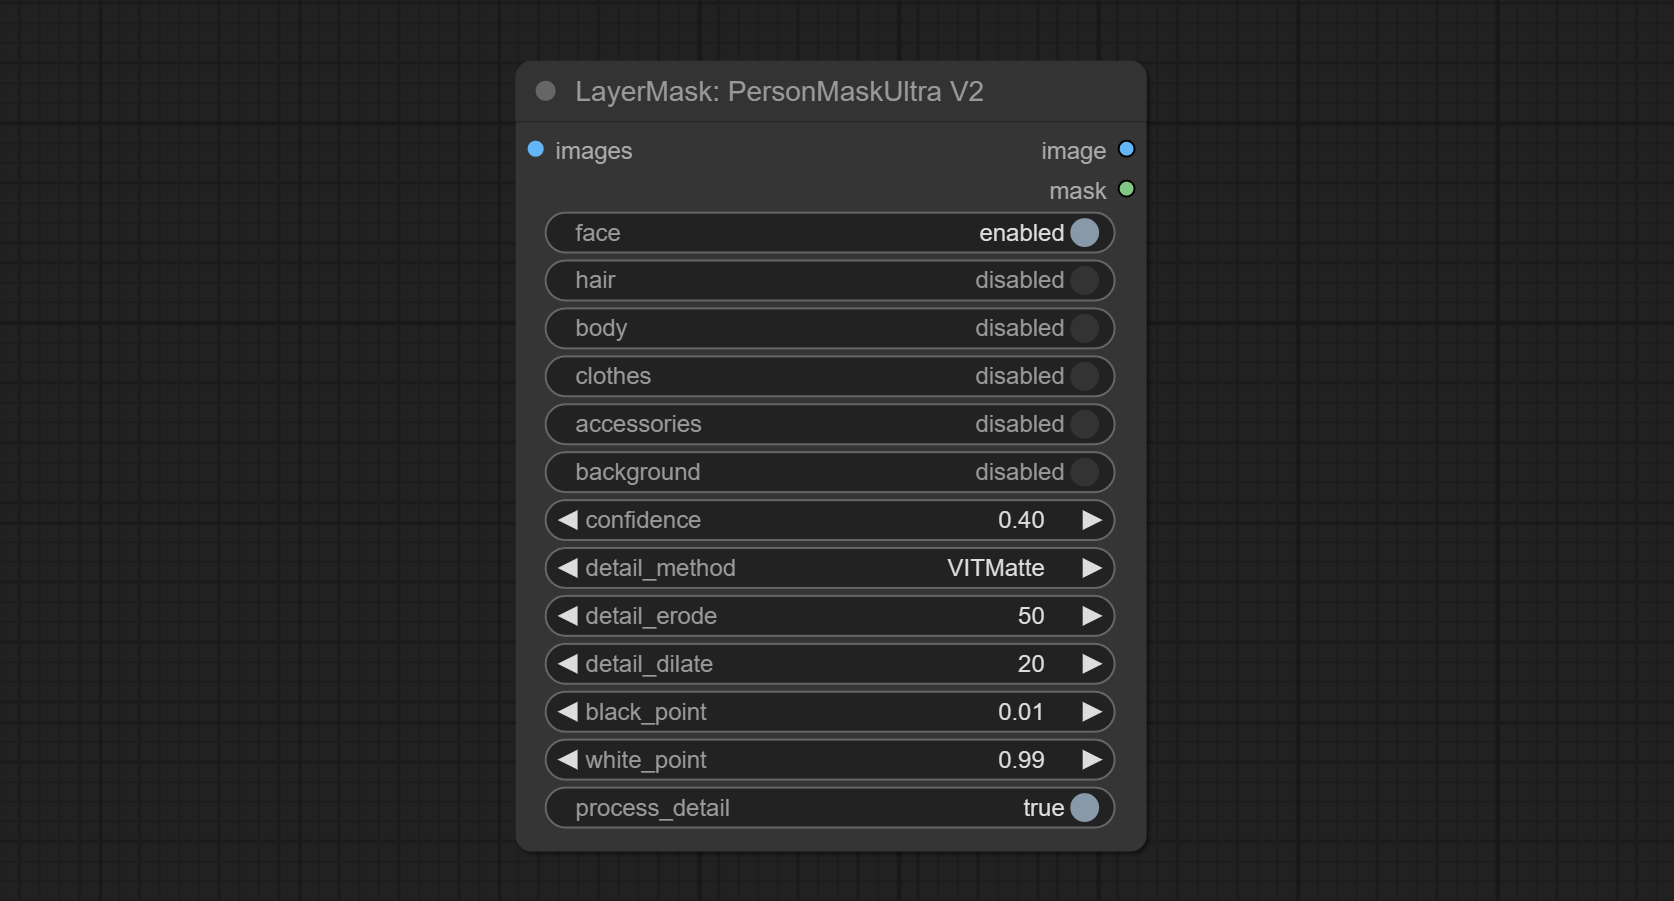 LayerMask: PersonMaskUltra V2
images image
mask
face enabled
hair disabled
body disabled
clothes disabled
accessories disabled
background disabled
confidence 0.40
detail_method VITMatte
detail_erode 50
detail_dilate 20
black_point 0.01
white_point 0.99
process_detail true